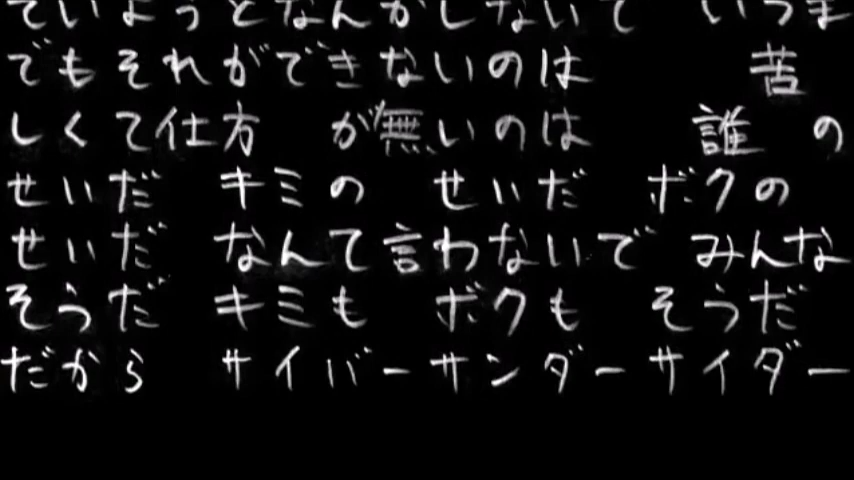 ていようとなんかしないで いつま
でもそれができないのは 苦
しくて仕方 が無いのは 誰 の
せいだ キミの せいだ ボクの
せいだ なんて言わないで みんな
そうだ キミも ボクも そうだ
だから サイバーサンダーサイダー